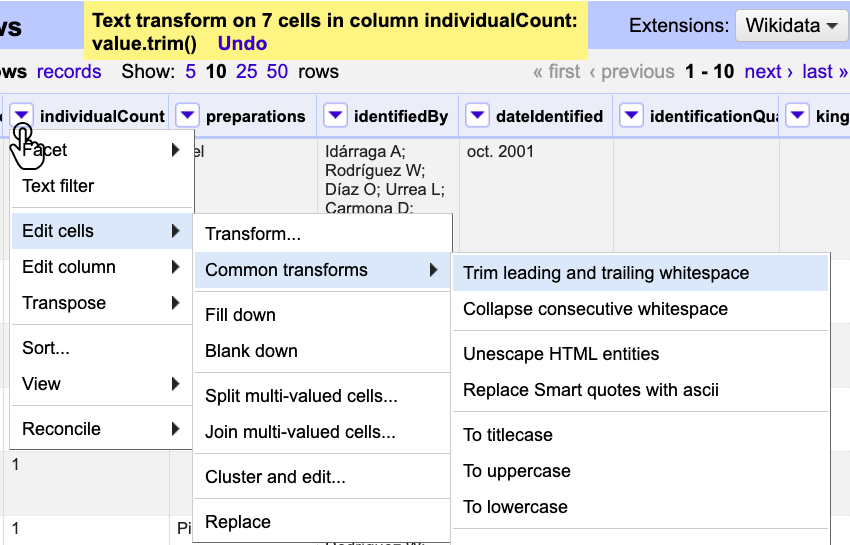 Text transform on 7 cells in column individualCount:
value.trim() Undo
Extensions: Wikidata
records Show: 5 10 25 50 rows
« first ‹ previous 1 - 10 next › last »
individualCount preparations identifiedBy dateIdentified identificationQua king
Facet
Text filter
Edit cells
Edit column
Transpose
Sort...
View
Reconcile
Idárraga A;
Rodríguez W;
Díaz O; Urrea L;
Carmona D;
oct. 2001
Transform...
Common transforms
Fill down
Blank down
Split multi-valued cells...
Join multi-valued cells...
Cluster and edit...
Replace
Trim leading and trailing whitespace
Collapse consecutive whitespace
Unescape HTML entities
Replace Smart quotes with ascii
To titlecase
To uppercase
To lowercase
1
1 Pi